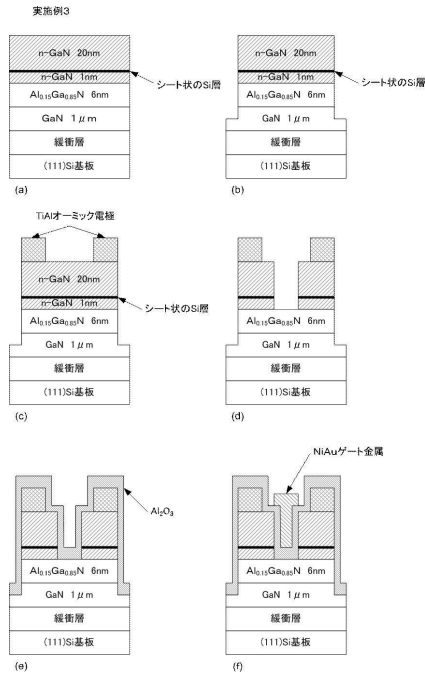 実施例3
n-GaN 20nm
n-GaN 1nm
シート状のSi層
Al0.15Ga0.85N 6nm
GaN 1μm
緩衝層
(111)Si基板
(a)
n-GaN 20nm
n-GaN 1nm
シート状のSi層
Al0.15Ga0.85N 6nm
GaN 1μm
緩衝層
(111)Si基板
(b)
TiAlオーミック電極
n-GaN 20nm
n-GaN 1nm
シート状のSi層
Al0.15Ga0.85N 6nm
GaN 1μm
緩衝層
(111)Si基板
(c)
Al0.15Ga0.85N 6nm
GaN 1μm
緩衝層
(111)Si基板
(d)
Al2O3
Al0.15Ga0.85N 6nm
GaN 1μm
緩衝層
(111)Si基板
(e)
NiAuゲート金属
Al0.15Ga0.85N 6nm
GaN 1μm
緩衝層
(111)Si基板
(f)